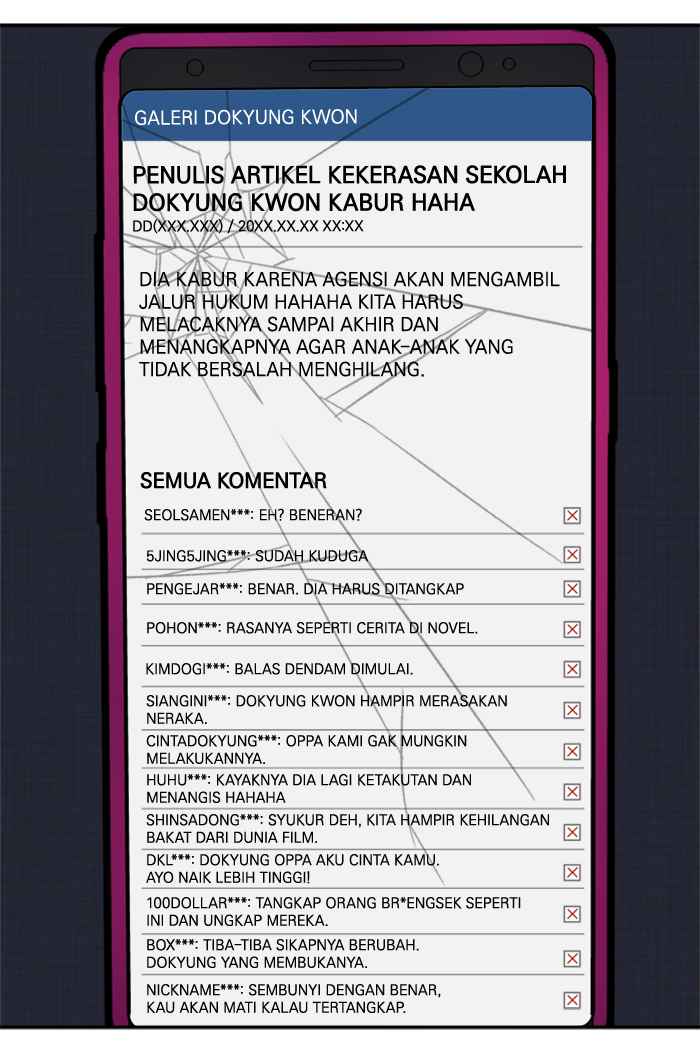 GALERI DOKYUNG KWON
PENULIS ARTIKEL KEKERASAN SEKOLAH
DOKYUNG KWON KABUR HAHA
DD(XXX.XXX) / 20XX.XX.XX XX:XX
DIA KABUR KARENA AGENSI AKAN MENGAMBIL
JALUR HUKUM HAHAHA KITA HARUS
MELACAKNYA SAMPAI AKHIR DAN
MENANGKAPNYA AGAR ANAK-ANAK YANG
TIDAK BERSALAH MENGHILANG.
SEMUA KOMENTAR
SEOLSAMEN***: EH? BENERAN?
5JING5JING***: SUDAH KUDUGA
PENGEJAR***: BENAR. DIA HARUS DITANGKAP
POHON***: RASANYA SEPERTI CERITA DI NOVEL.
KIMDOGI***: BALAS DENDAM DIMULAI.
SIANGINI***: DOKYUNG KWON HAMPIR MERASAKAN
NERAKA.
CINTADOKYUNG***: OPPA KAMI GAK MUNGKIN
MELAKUKANNYA.
HUHU***: KAYAKNYA DIA LAGI KETAKUTAN DAN
MENANGIS HAHAHA
SHINSADONG***: SYUKUR DEH, KITA HAMPIR KEHILANGAN
BAKAT DARI DUNIA FILM.
DKL***: DOKYUNG OPPA AKU CINTA KAMU.
AYO NAIK LEBIH TINGGI!
100DOLLAR***: TANGKAP ORANG BR*ENGSEK SEPERTI
INI DAN UNGKAP MEREKA.
BOX***: TIBA-TIBA SIKAPNYA BERUBAH.
DOKYUNG YANG MEMBUKANYA.
NICKNAME***: SEMBUNYI DENGAN BENAR,
KAU AKAN MATI KALAU TERTANGKAP.